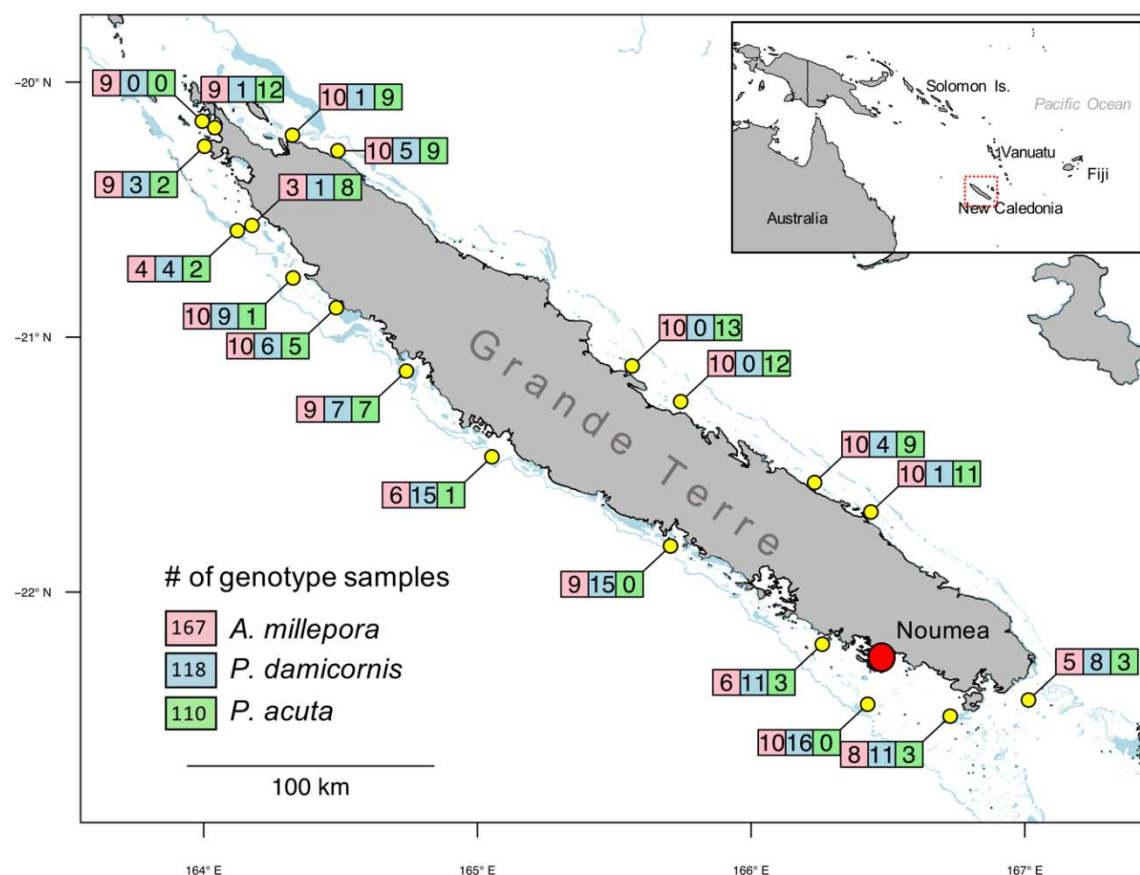 Solomon Is.
Pacific Ocean
Vanuatu
Fiji
New Caledonia
Australia
−20° N
−21° N
−22° N
9 0 0
9 1 12
10 1 9
10 5 9
9 3 2
3 1 8
4 4 2
10 9 1
10 6 5
10 0 13
10 0 12
9 7 7
10 4 9
10 1 11
6 15 1
9 15 0
Grande Terre
Noumea
6 11 3
5 8 3
10 16 0
8 11 3
# of genotype samples
167 A. millepora
118 P. damicornis
110 P. acuta
100 km
164° E
165° E
166° E
167° E